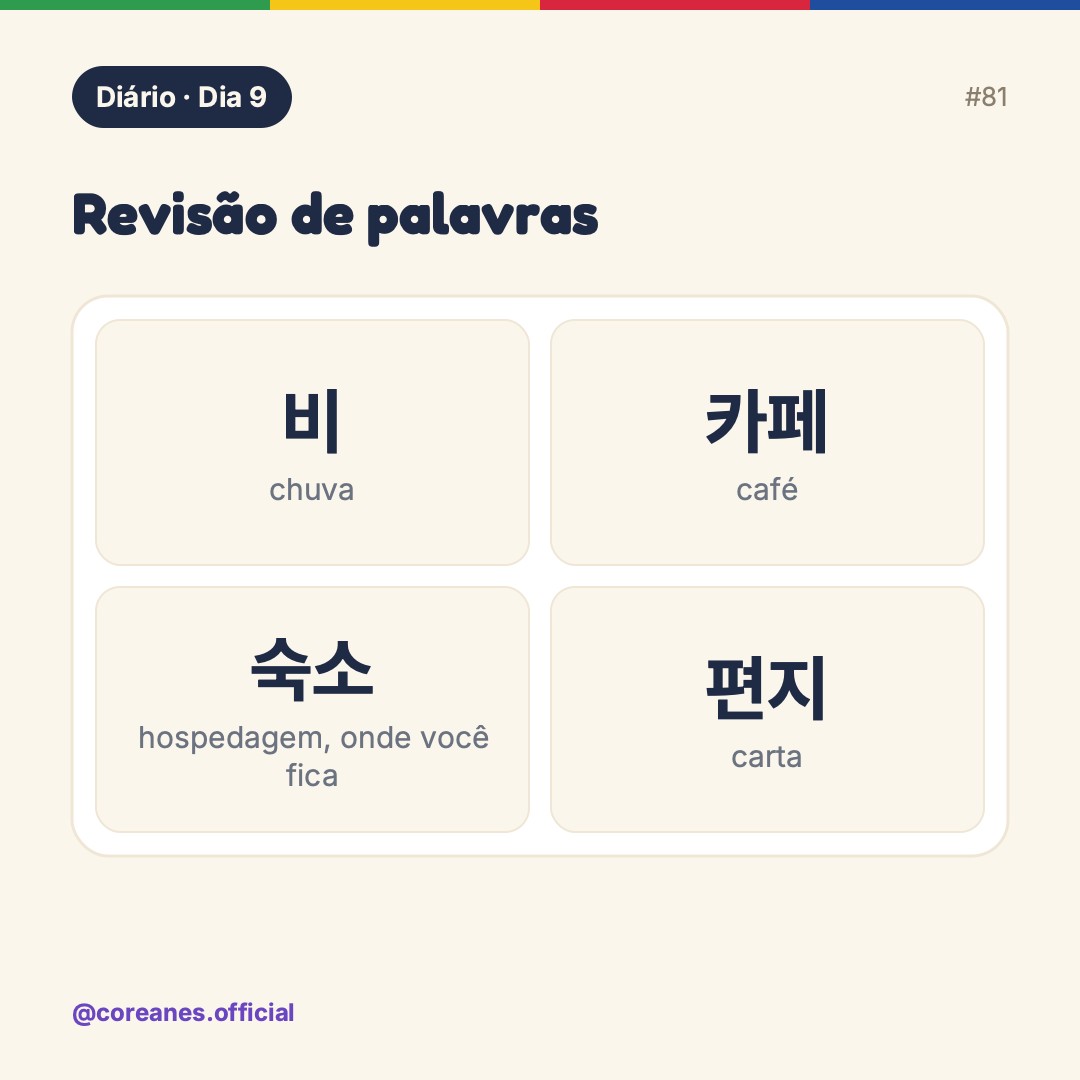 Diário · Dia 9
#81
Revisão de palavras
비
chuva
카페
café
숙소
hospedagem, onde você
fica
편지
carta
@coreanes.official